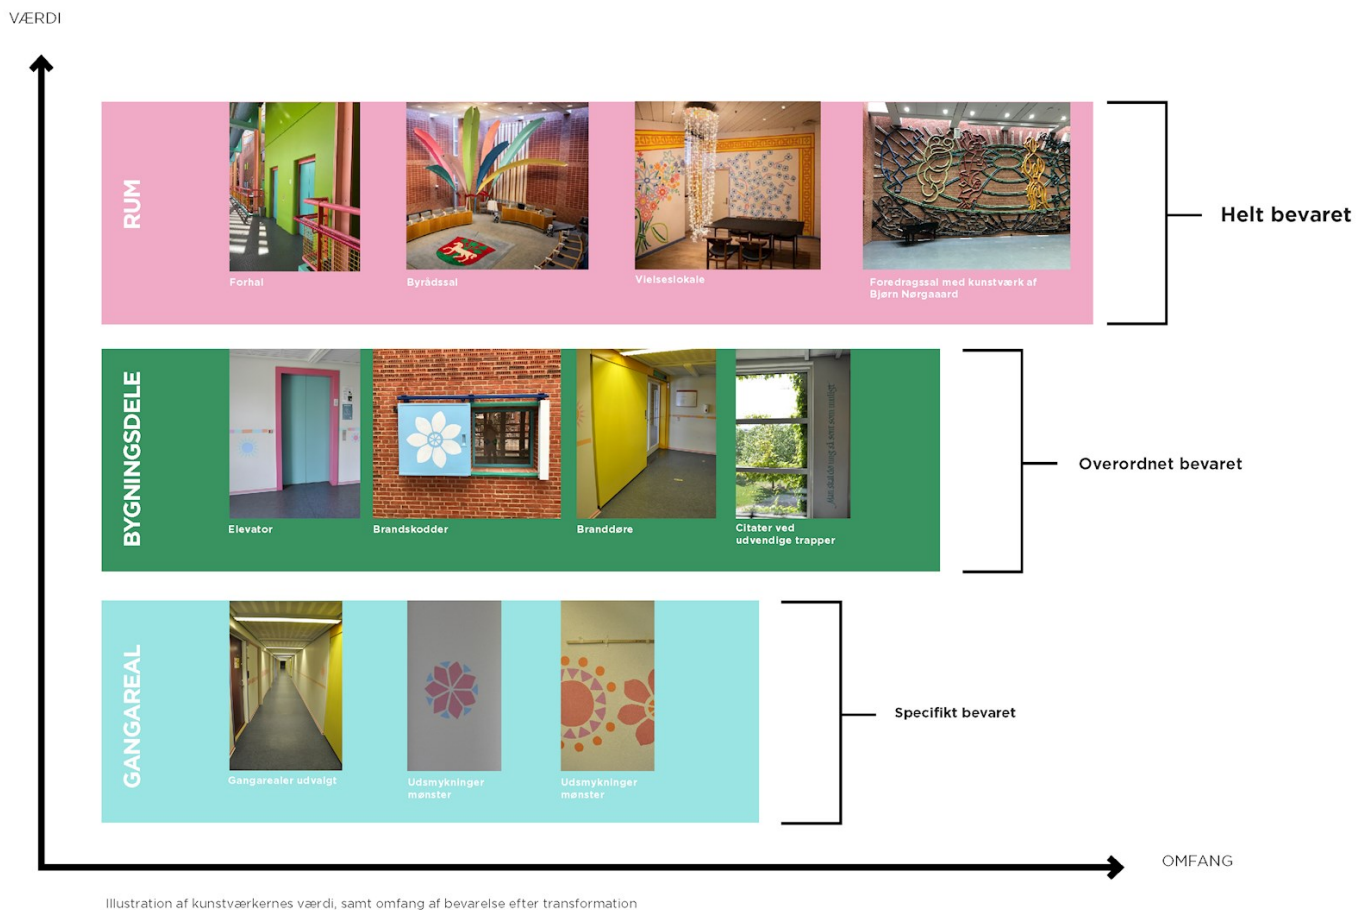 VÆRDI
RUM
Forhal
Byrådssal
Vielseslokale
Foredragssal med kunstværk af
Bjørn Nørgaaard
Helt bevaret
BYGNINGSDELE
Elevator
Brandskodder
Branddøre
Citater ved
udvendige trapper
Overordnet bevaret
GANGAREAL
Gangarealer udvalgt
Udsmykninger
mønster
Udsmykninger
mønster
Specifikt bevaret
OMFANG
Illustration af kunstværkernes værdi, samt omfang af bevarelse efter transformation